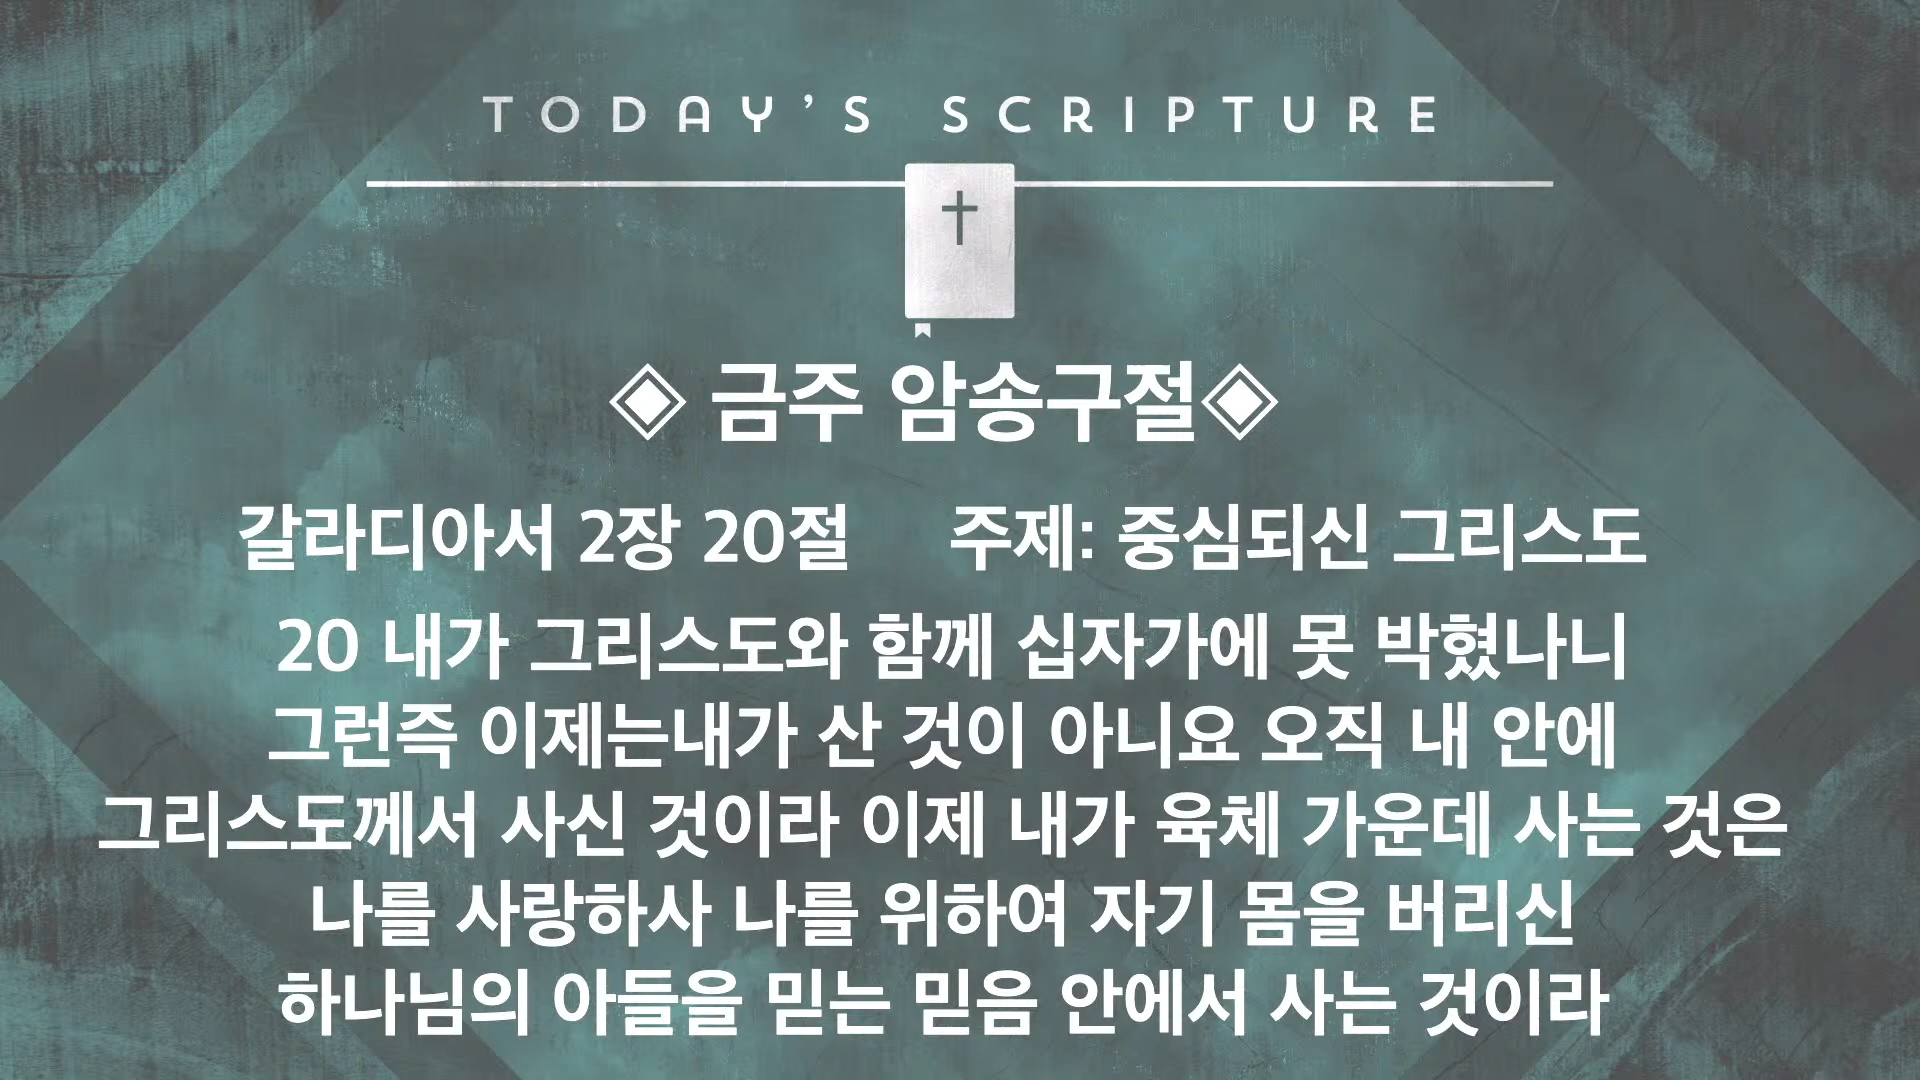 TODAY'S SCRIPTURE
◈ 금주 암송구절◈
갈라디아서 2장 20절 주제: 중심되신 그리스도
20 내가 그리스도와 함께 십자가에 못 박혔나니
그런즉 이제는내가 산 것이 아니요 오직 내 안에
그리스도께서 사신 것이라 이제 내가 육체 가운데 사는 것은
나를 사랑하사 나를 위하여 자기 몸을 버리신
하나님의 아들을 믿는 믿음 안에서 사는 것이라